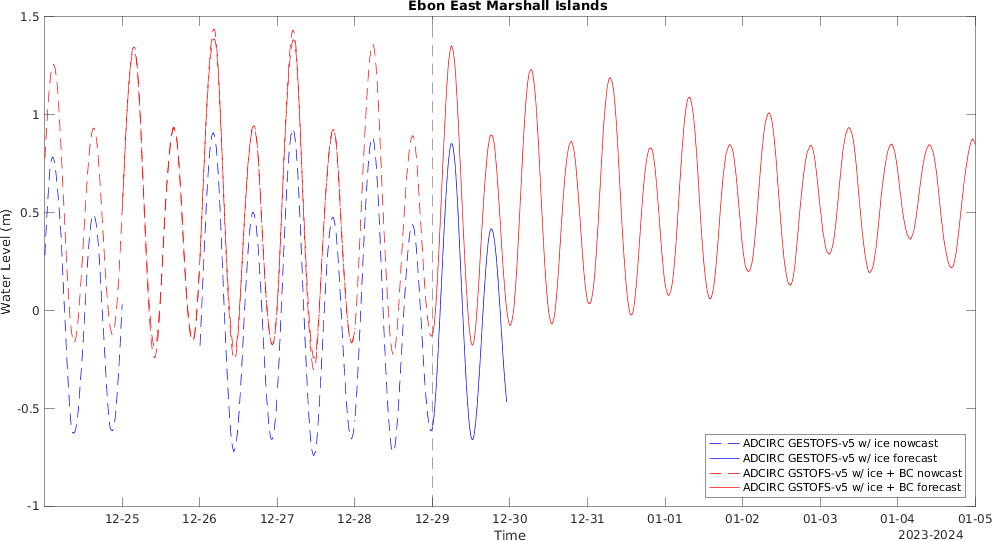 Ebon East Marshall Islands
1.5
1
0.5
0
-0.5
-1
Water Level (m)
ADCIRC GESTOFS-v5 w/ ice nowcast
ADCIRC GESTOFS-v5 w/ ice forecast
ADCIRC GSTOFS-v5 w/ ice + BC nowcast
ADCIRC GSTOFS-v5 w/ ice + BC forecast
12-25 12-26 12-27 12-28 12-29 12-30 12-31 01-01 01-02 01-03 01-04 01-05
Time
2023-2024